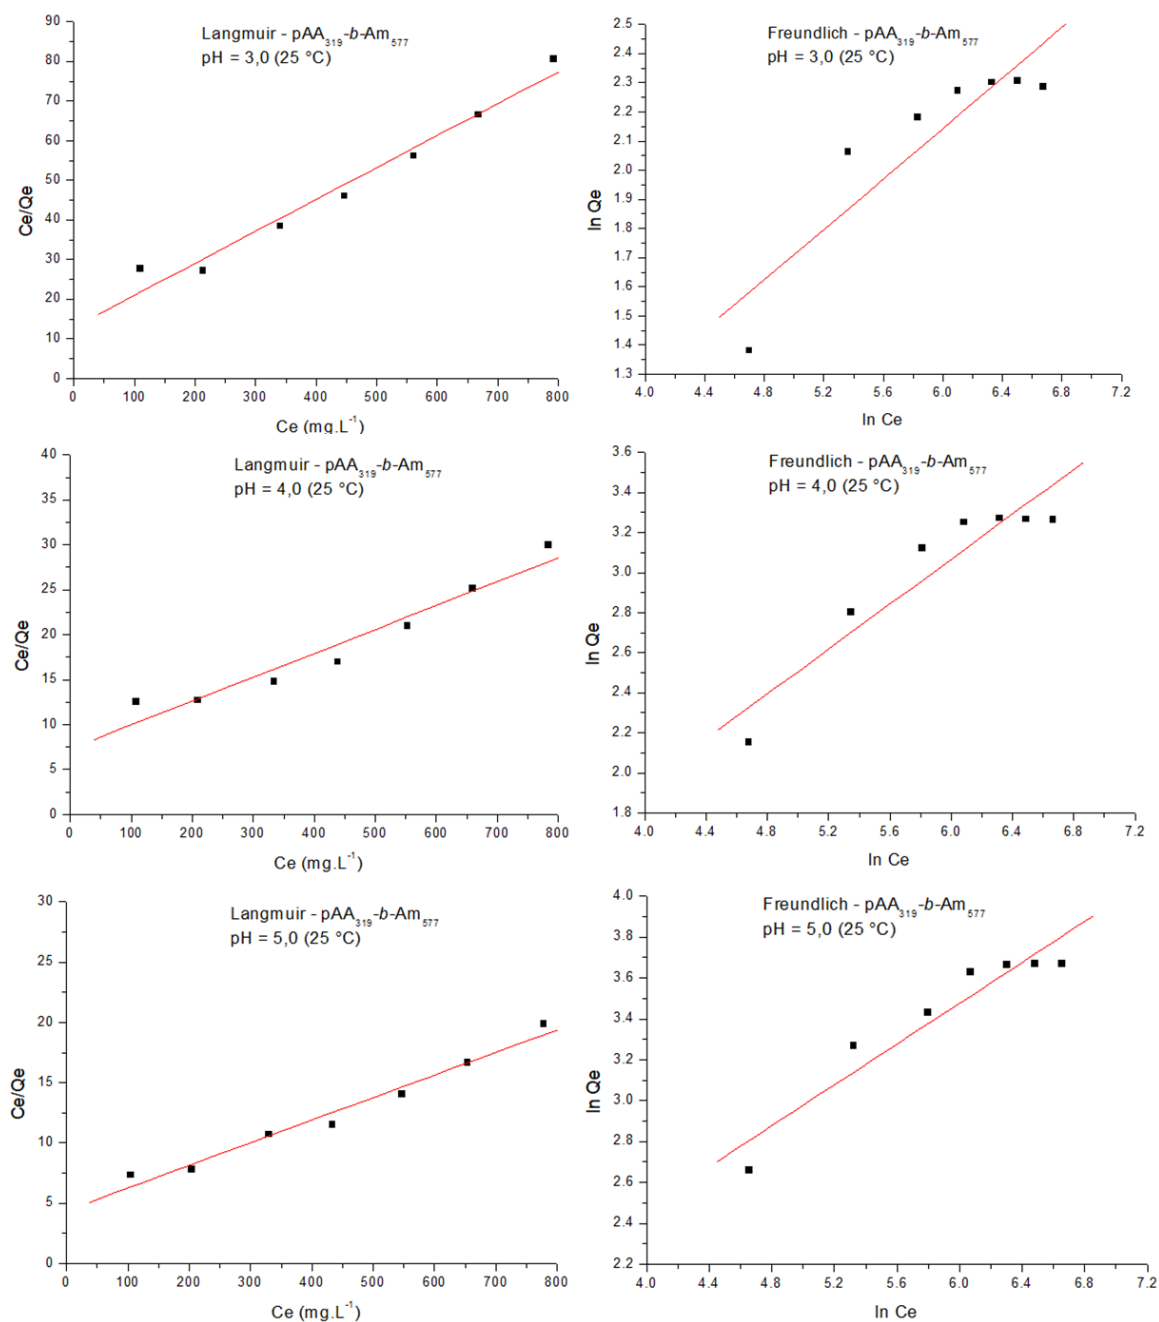 Langmuir - pAA319-b-Am577
pH = 3,0 (25 °C)
90
80
70
60
50
40
30
20
10
0
Ce/Qe
0 100 200 300 400 500 600 700 800
Ce (mg.L-1)
Freundlich - pAA319-b-Am577
pH = 3,0 (25 °C)
2.5
2.4
2.3
2.2
2.1
2.0
1.9
1.8
1.7
1.6
1.5
1.4
1.3
ln Qe
4.0 4.4 4.8 5.2 5.6 6.0 6.4 6.8 7.2
ln Ce
Langmuir - pAA319-b-Am577
pH = 4,0 (25 °C)
40
35
30
25
20
15
10
5
0
Ce/Qe
0 100 200 300 400 500 600 700 800
Ce (mg.L-1)
Freundlich - pAA319-b-Am577
pH = 4,0 (25 °C)
3.6
3.4
3.2
3.0
2.8
2.6
2.4
2.2
2.0
1.8
ln Qe
4.0 4.4 4.8 5.2 5.6 6.0 6.4 6.8 7.2
ln Ce
Langmuir - pAA319-b-Am577
pH = 5,0 (25 °C)
30
25
20
15
10
5
0
Ce/Qe
0 100 200 300 400 500 600 700 800
Ce (mg.L-1)
Freundlich - pAA319-b-Am577
pH = 5,0 (25 °C)
4.0
3.8
3.6
3.4
3.2
3.0
2.8
2.6
2.4
2.2
ln Qe
4.0 4.4 4.8 5.2 5.6 6.0 6.4 6.8 7.2
ln Ce